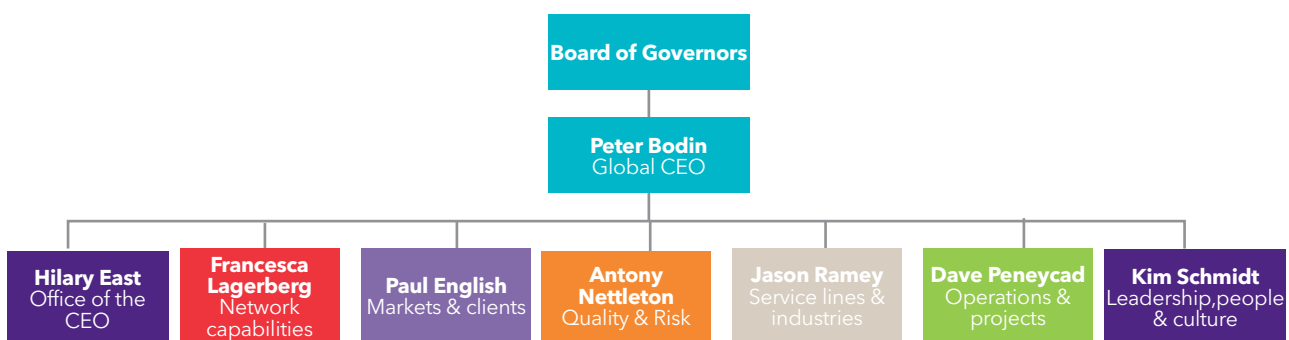 Board of Governors
Peter Bodin
Global CEO
Hilary East
Office of the
CEO
Francesca
Lagerberg
Network
capabilities
Paul English
Markets & clients
Antony
Nettleton
Quality & Risk
Jason Ramey
Service lines &
industries
Dave Peneycad
Operations &
projects
Kim Schmidt
Leadership,people
& culture